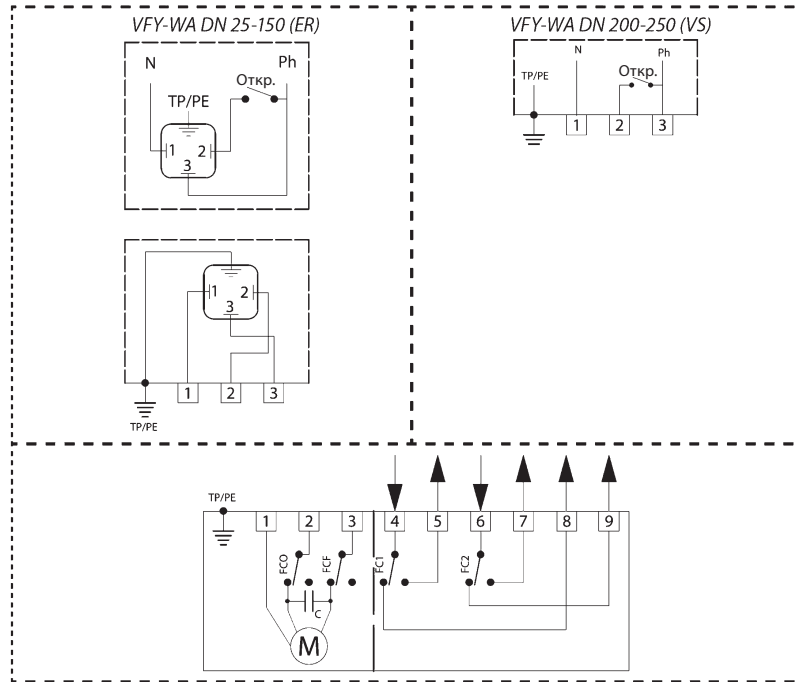 VFY-WA DN 25-150 (ER)
N
Ph
Откр.
TP/PE
1
2
3
1
2
3
1
2
3
TP/PE
VFY-WA DN 200-250 (VS)
N
Ph
TP/PE
Откр.
1
2
3
TP/PE
1
2
3
4
5
6
7
8
9
FCO
FCF
FC1
FC2
C
M